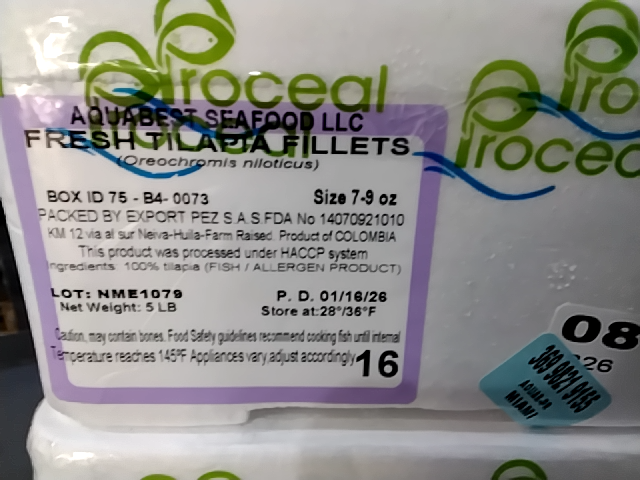 Proceal
Proceal
Proceal
AQUABEST SEAFOOD LLC
FRESH TILAPIA FILLETS
(Oreochromis niloticus)
BOX ID 75 - B4- 0073 Size 7-9 oz
PACKED BY EXPORT PEZ S.A.S.FDA No 14070921010
KM 12 via al sur Neiva-Huila-Farm Raised. Product of COLOMBIA
This product was processed under HACCP system
Ingredients: 100% tilapia (FISH / ALLERGEN PRODUCT)
LOT: NME1079 P. D. 01/16/26
Net Weight: 5 LB Store at:28°/36°F
Caution, may contain bones. Food Safety guidelines recommend cooking fish until internal
Temperature reaches 145ºF Appliances vary,adjust accordingly 16
08
26
MIAMI